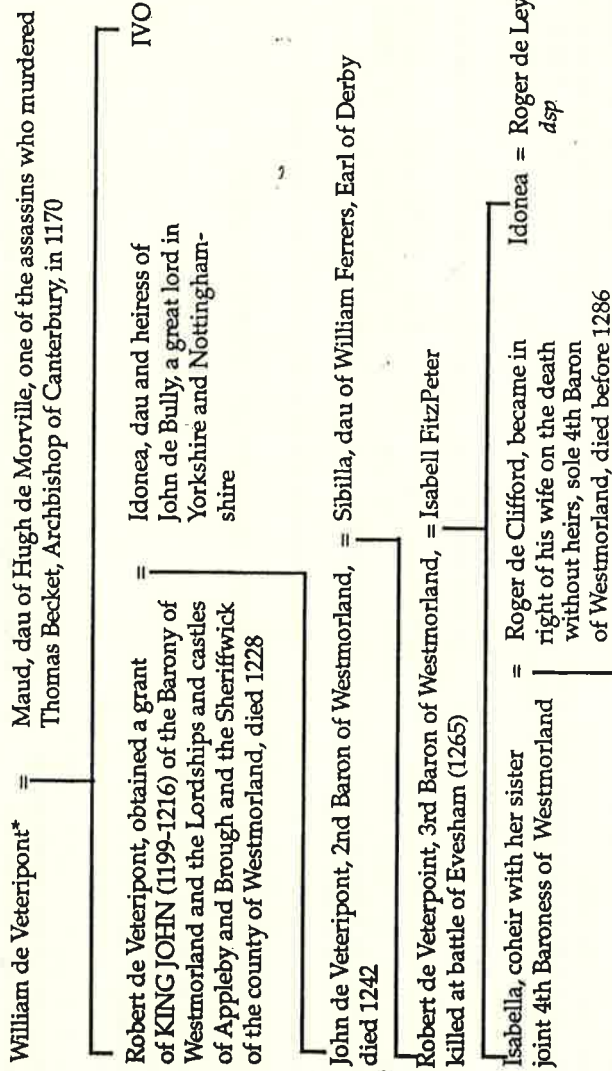 William de Veteripont*
=
Maud, dau of Hugh de Morville, one of the assassins who murdered
Thomas Becket, Archbishop of Canterbury, in 1170
Robert de Veteripont, obtained a grant
of KING JOHN (1199-1216) of the Barony of
Westmorland and the Lordships and castles
of Appleby and Brough and the Sheriffwick
of the county of Westmorland, died 1228
=
Idonea, dau and heiress of
John de Bully, a great lord in
Yorkshire and Nottingham-
shire
IVO
John de Veteripont, 2nd Baron of Westmorland,
died 1242
=
Sibilla, dau of William Ferrers, Earl of Derby
Robert de Veterpoint, 3rd Baron of Westmorland,
killed at battle of Evesham (1265)
= Isabell FitzPeter
Isabella, coheir with her sister
joint 4th Baroness of Westmorland
=
Roger de Clifford, became in
right of his wife on the death
without heirs, sole 4th Baron
of Westmorland, died before 1286
Idonea = Roger de Ley
dsp.